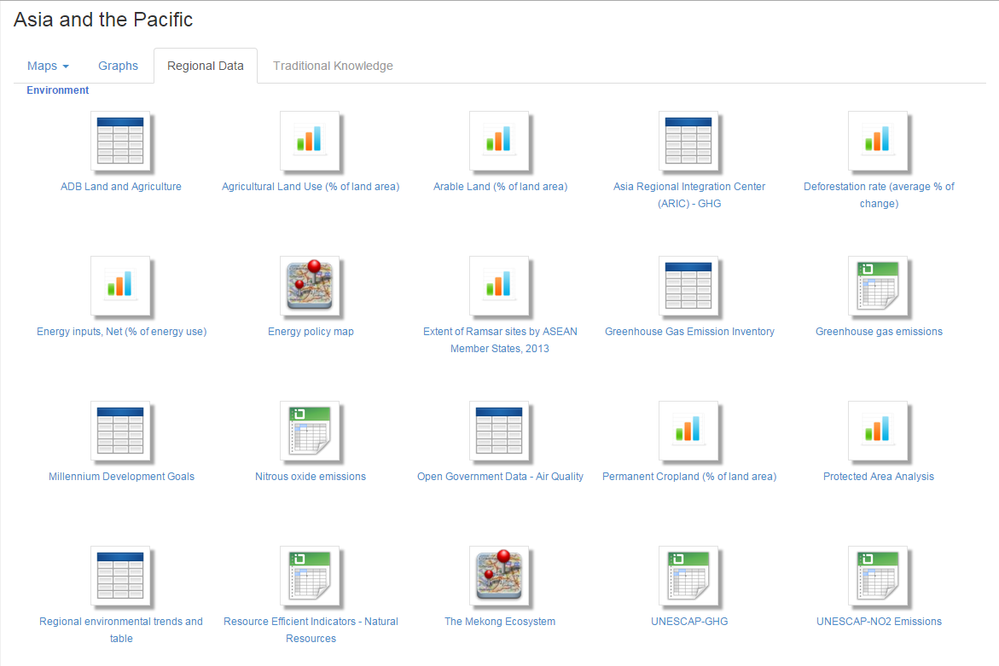 Asia and the Pacific
Maps Graphs Regional Data Traditional Knowledge
Environment
ADB Land and Agriculture
Agricultural Land Use (% of land area)
Arable Land (% of land area)
Asia Regional Integration Center
(ARIC) - GHG
Deforestation rate (average % of
change)
Energy inputs, Net (% of energy use)
Energy policy map
Extent of Ramsar sites by ASEAN
Member States, 2013
Greenhouse Gas Emission Inventory
Greenhouse gas emissions
Millennium Development Goals
Nitrous oxide emissions
Open Government Data - Air Quality
Permanent Cropland (% of land area)
Protected Area Analysis
Regional environmental trends and
table
Resource Efficient Indicators - Natural
Resources
The Mekong Ecosystem
UNESCAP-GHG
UNESCAP-NO2 Emissions